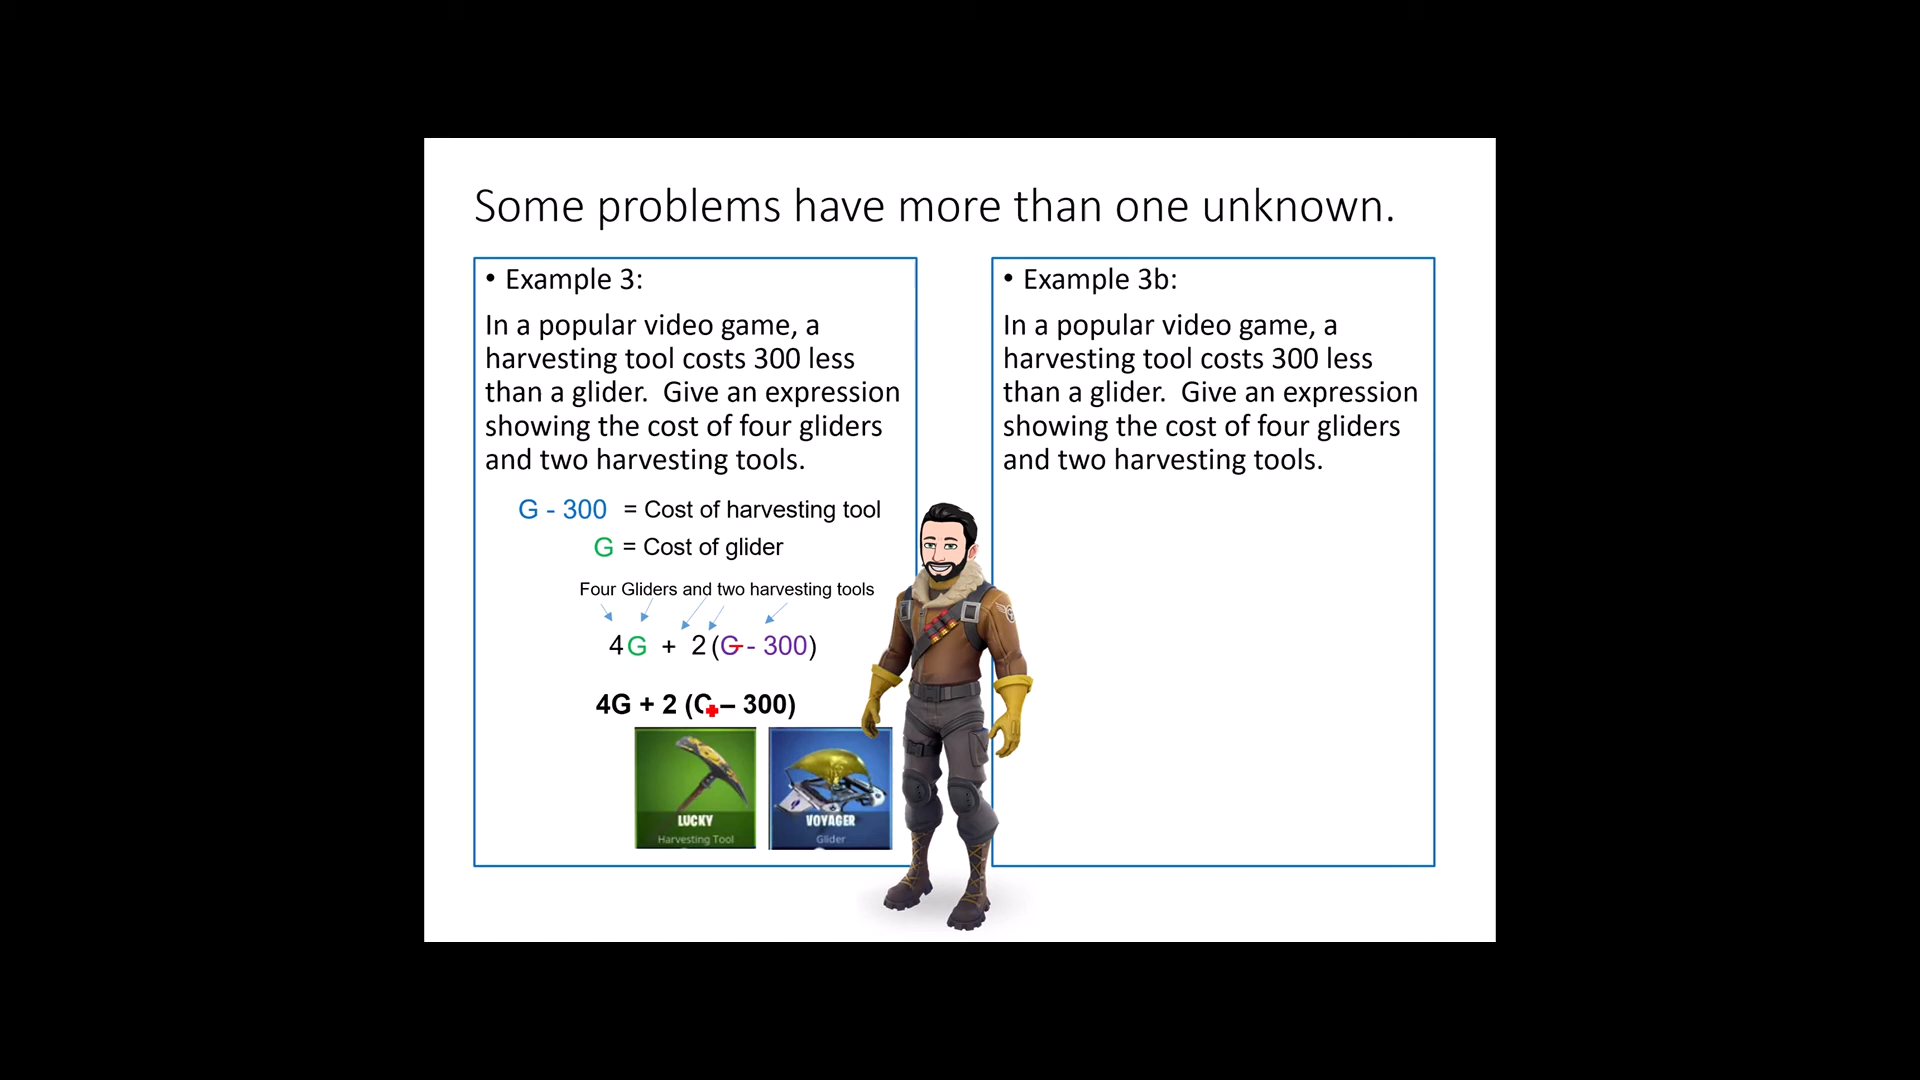 Some problems have more than one unknown.
• Example 3:
In a popular video game, a
harvesting tool costs 300 less
than a glider.  Give an expression
showing the cost of four gliders
and two harvesting tools.
G - 300 = Cost of harvesting tool
G = Cost of glider
Four Gliders and two harvesting tools
4G + 2(G - 300)
4G + 2 (G – 300)
LUCKY
Harvesting Tool
VOYAGER
Glider
• Example 3b:
In a popular video game, a
harvesting tool costs 300 less
than a glider.  Give an expression
showing the cost of four gliders
and two harvesting tools.